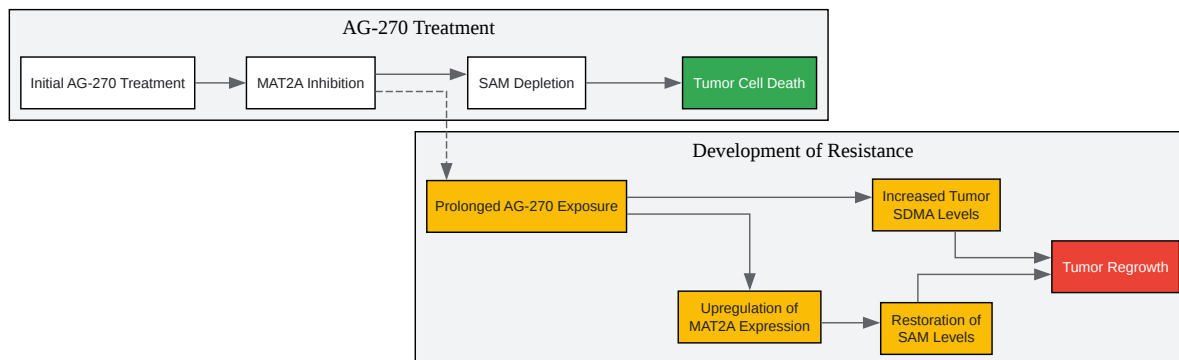 AG-270 Treatment
Initial AG-270 Treatment
MAT2A Inhibition
SAM Depletion
Tumor Cell Death
Development of Resistance
Prolonged AG-270 Exposure
Increased Tumor
SDMA Levels
Tumor Regrowth
Upregulation of
MAT2A Expression
Restoration of
SAM Levels